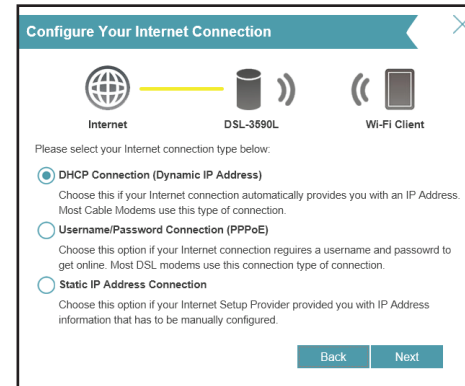 Configure Your Internet Connection
Internet DSL-3590L Wi-Fi Client
Please select your Internet connection type below:
DHCP Connection (Dynamic IP Address)
Choose this if your Internet connection automatically provides you with an IP Address.
Most Cable Modems use this type of connection.
Username/Password Connection (PPPoE)
Choose this option if your Internet connection reguires a username and passowrd to
get online. Most DSL modems use this connection type of connection.
Static IP Address Connection
Choose this option if your Internet Setup Provider provided you with IP Address
information that has to be manually configured.
Back Next